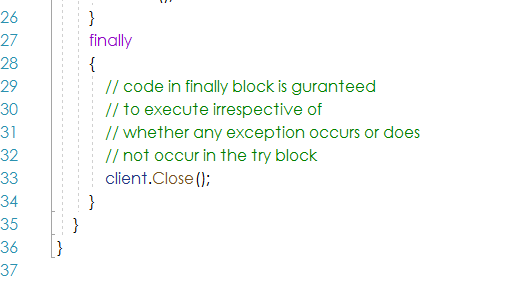 26 }
27 finally
28 {
29 // code in finally block is guranteed
30 // to execute irrespective of
31 // whether any exception occurs or does
32 // not occur in the try block
33 client.Close();
34 }
35 }
36 }
37